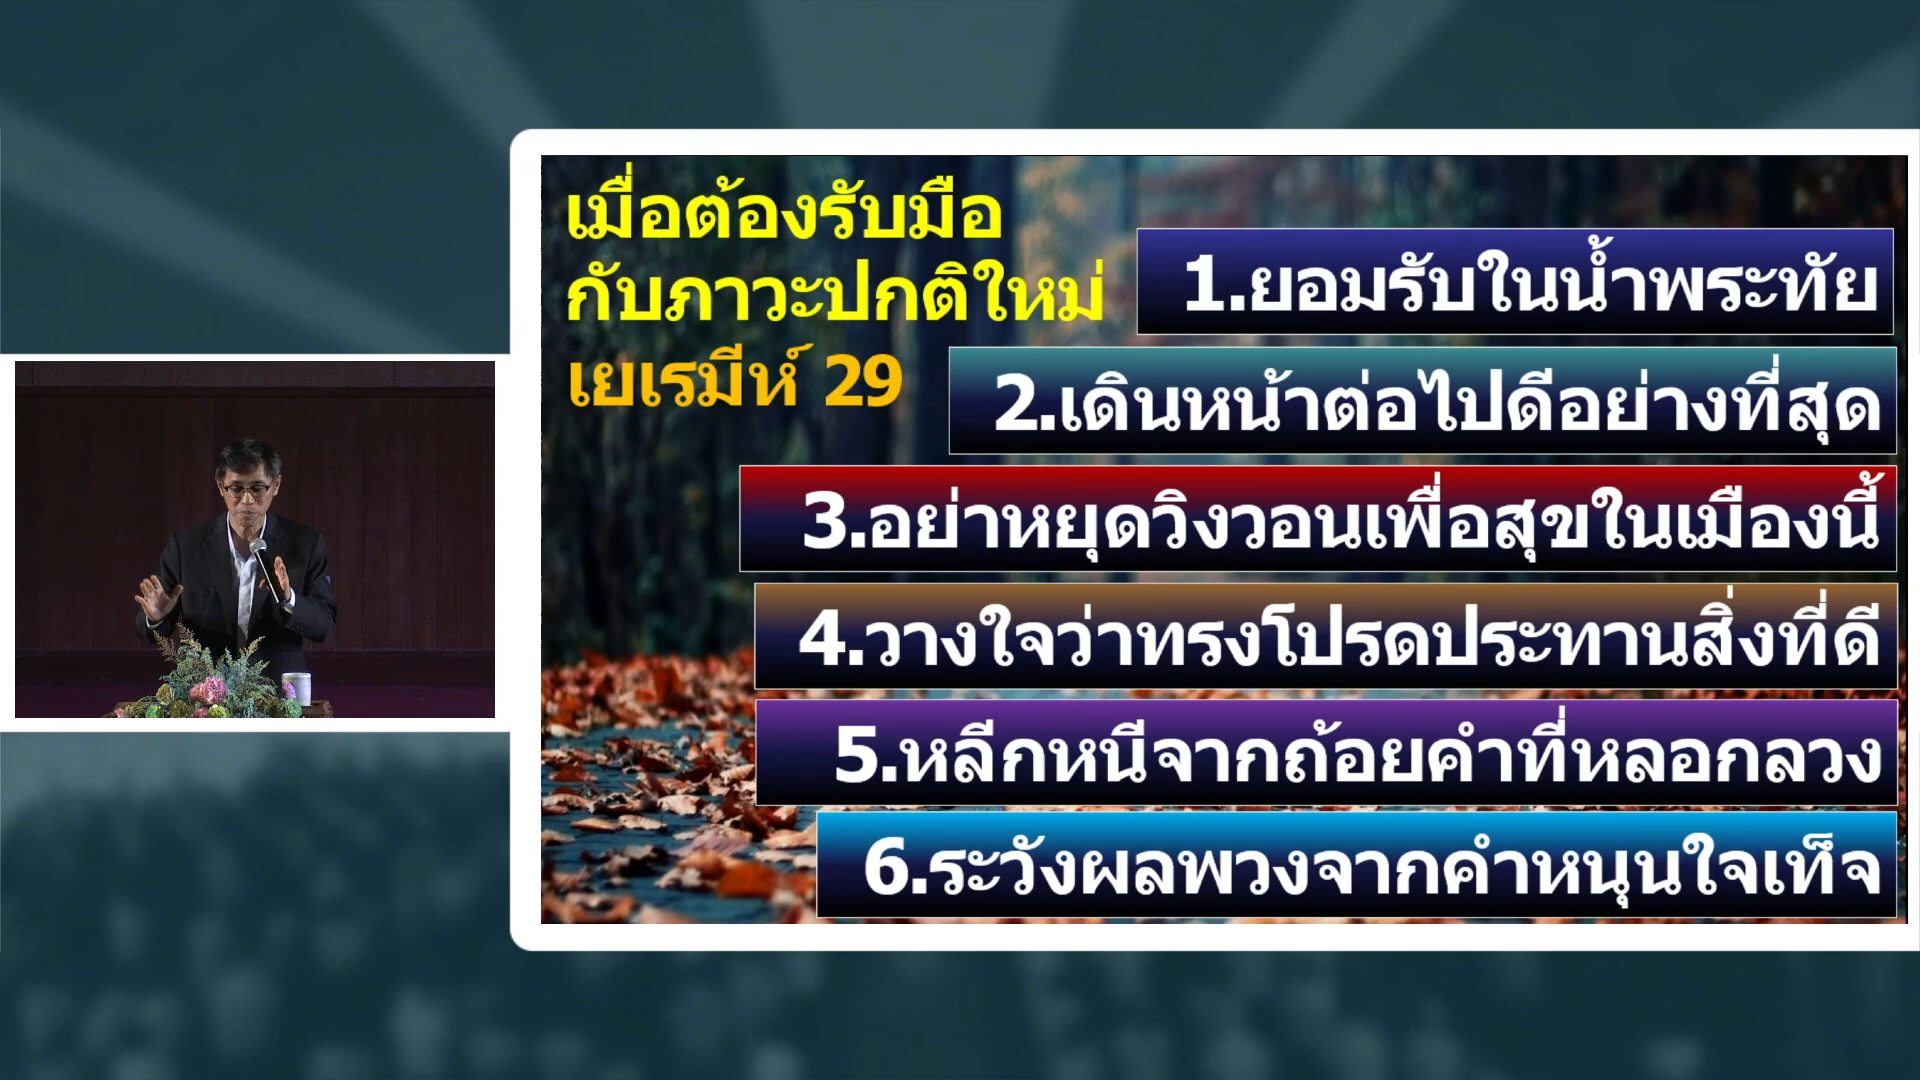 เมื่อต้องรับมือ
กับภาวะปกติใหม่
เยเรมีห์ 29
1.ยอมรับในน้ำพระทัย
2.เดินหน้าต่อไปดีอย่างที่สุด
3.อย่าหยุดวิงวอนเพื่อสุขในเมืองนี้
4.วางใจว่าทรงโปรดประทานสิ่งที่ดี
5.หลีกหนีจากถ้อยคำที่หลอกลวง
6.ระวังผลพวงจากคำหนุนใจเท็จ